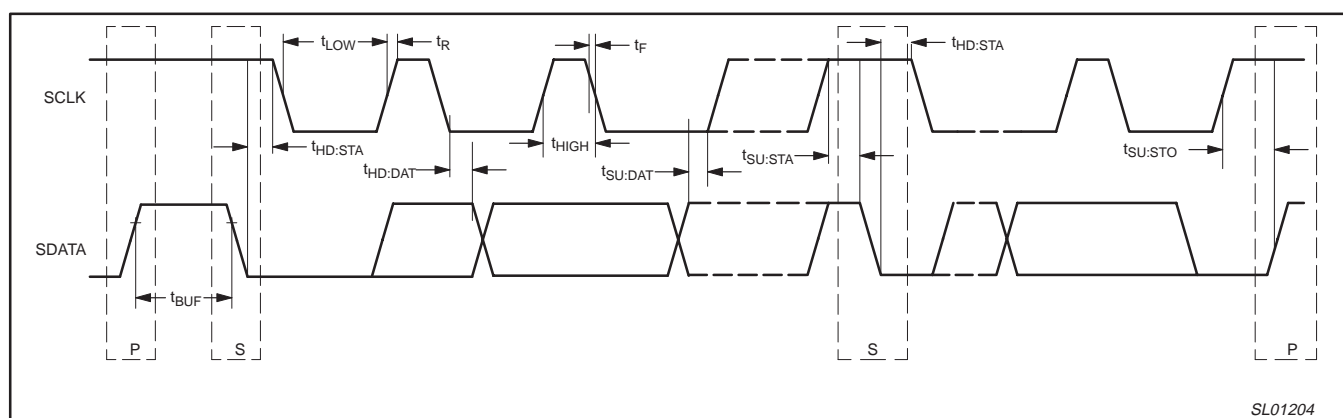 tLOW
tR
tF
tHD:STA
SCLK
tHD:STA
tHD:DAT
tHIGH
tSU:DAT
tSU:STA
tSU:STO
SDATA
tBUF
P
S
S
P
SL01204